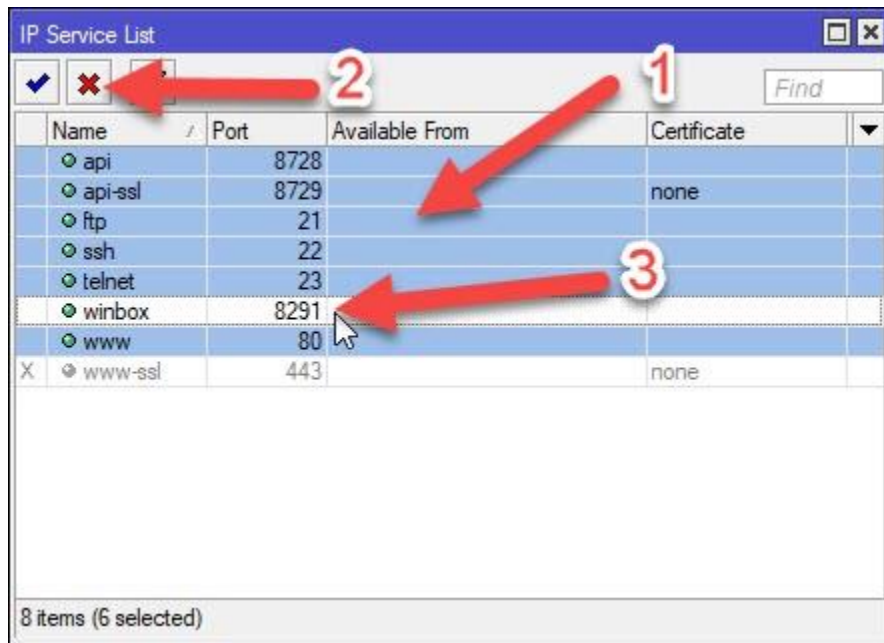 IP Service List
2 1 Find
Name / Port Available From Certificate
api 8728
api-ssl 8729 none
ftp 21
ssh 22
telnet 23 3
winbox 8291
www 80
X www-ssl 443 none
8 items (6 selected)